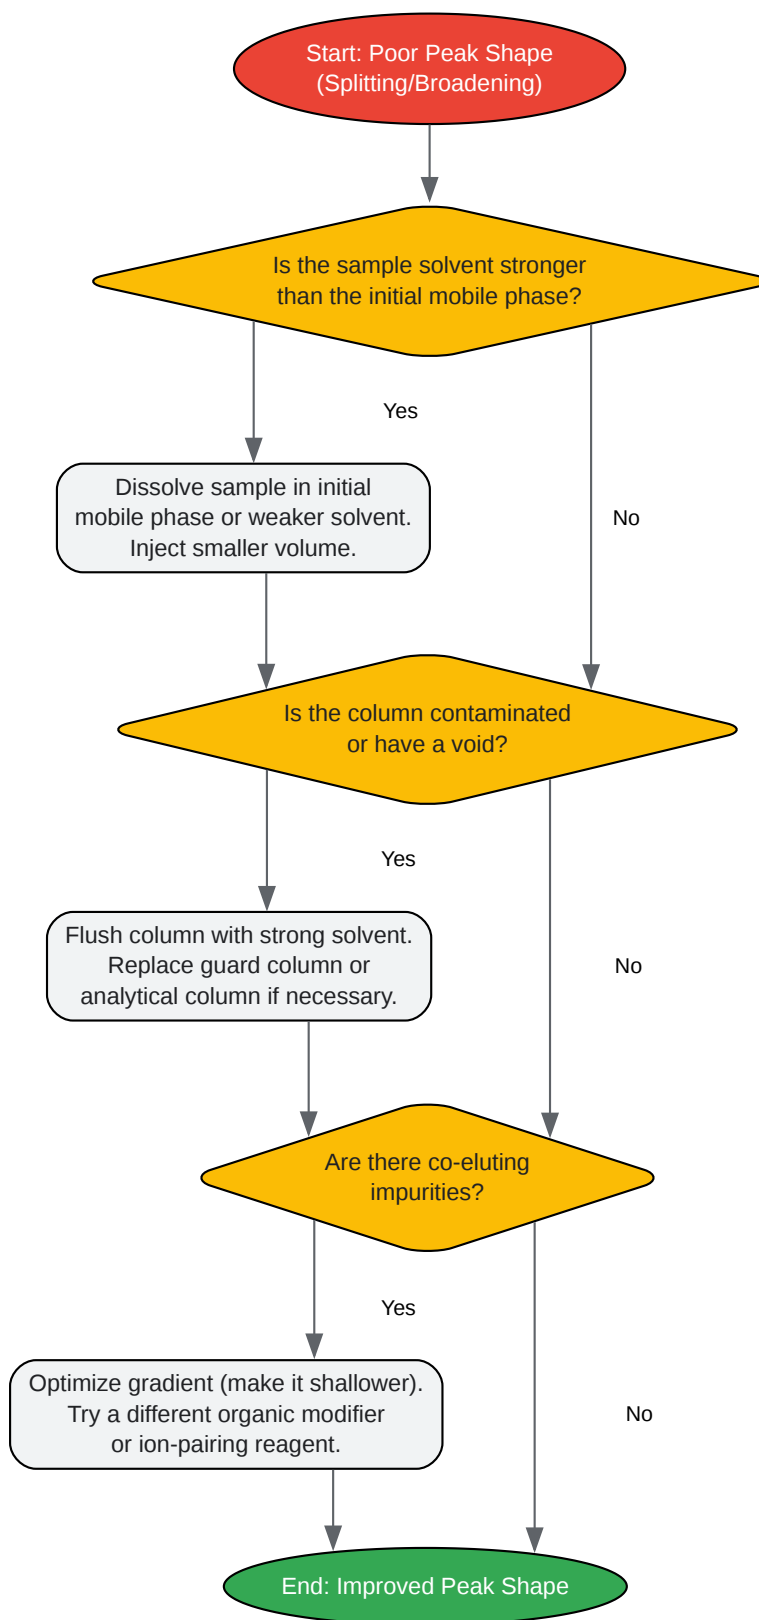 Start: Poor Peak Shape
(Splitting/Broadening)
Is the sample solvent stronger
than the initial mobile phase?
Yes
Dissolve sample in initial
mobile phase or weaker solvent.
Inject smaller volume.
No
Is the column contaminated
or have a void?
Yes
Flush column with strong solvent.
Replace guard column or
analytical column if necessary.
No
Are there co-eluting
impurities?
Yes
Optimize gradient (make it shallower).
Try a different organic modifier
or ion-pairing reagent.
No
End: Improved Peak Shape